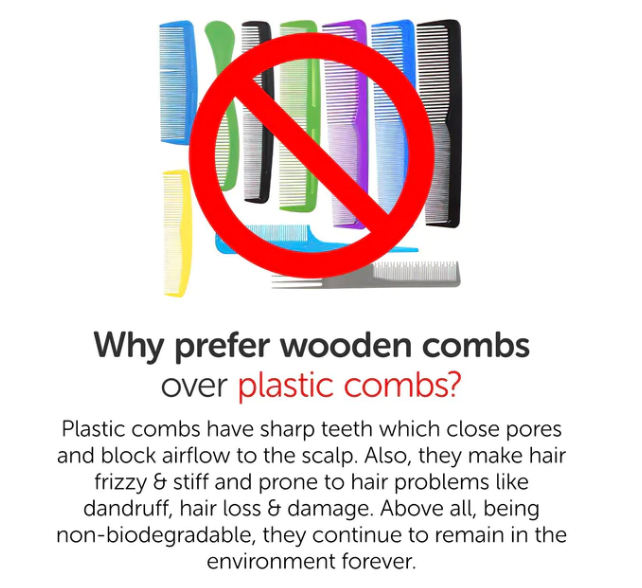 Why prefer wooden combs
over plastic combs?
Plastic combs have sharp teeth which close pores
and block airflow to the scalp. Also, they make hair
frizzy & stiff and prone to hair problems like
dandruff, hair loss & damage. Above all, being
non-biodegradable, they continue to remain in the
environment forever.